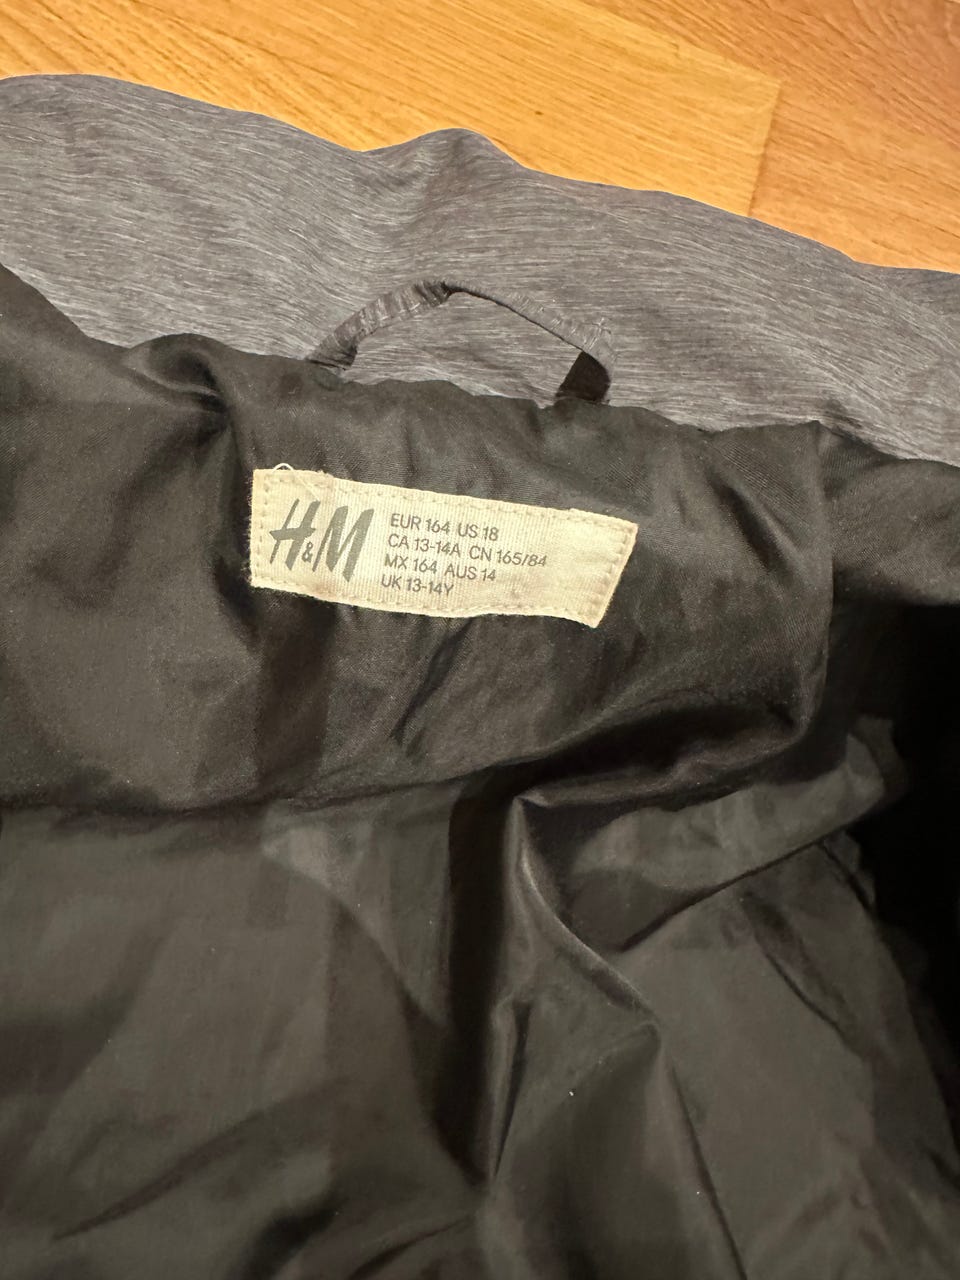 H&M
EUR 164 US 18
CA 13-14A CN 165/84
MX 164 AUS 14
UK 13-14Y